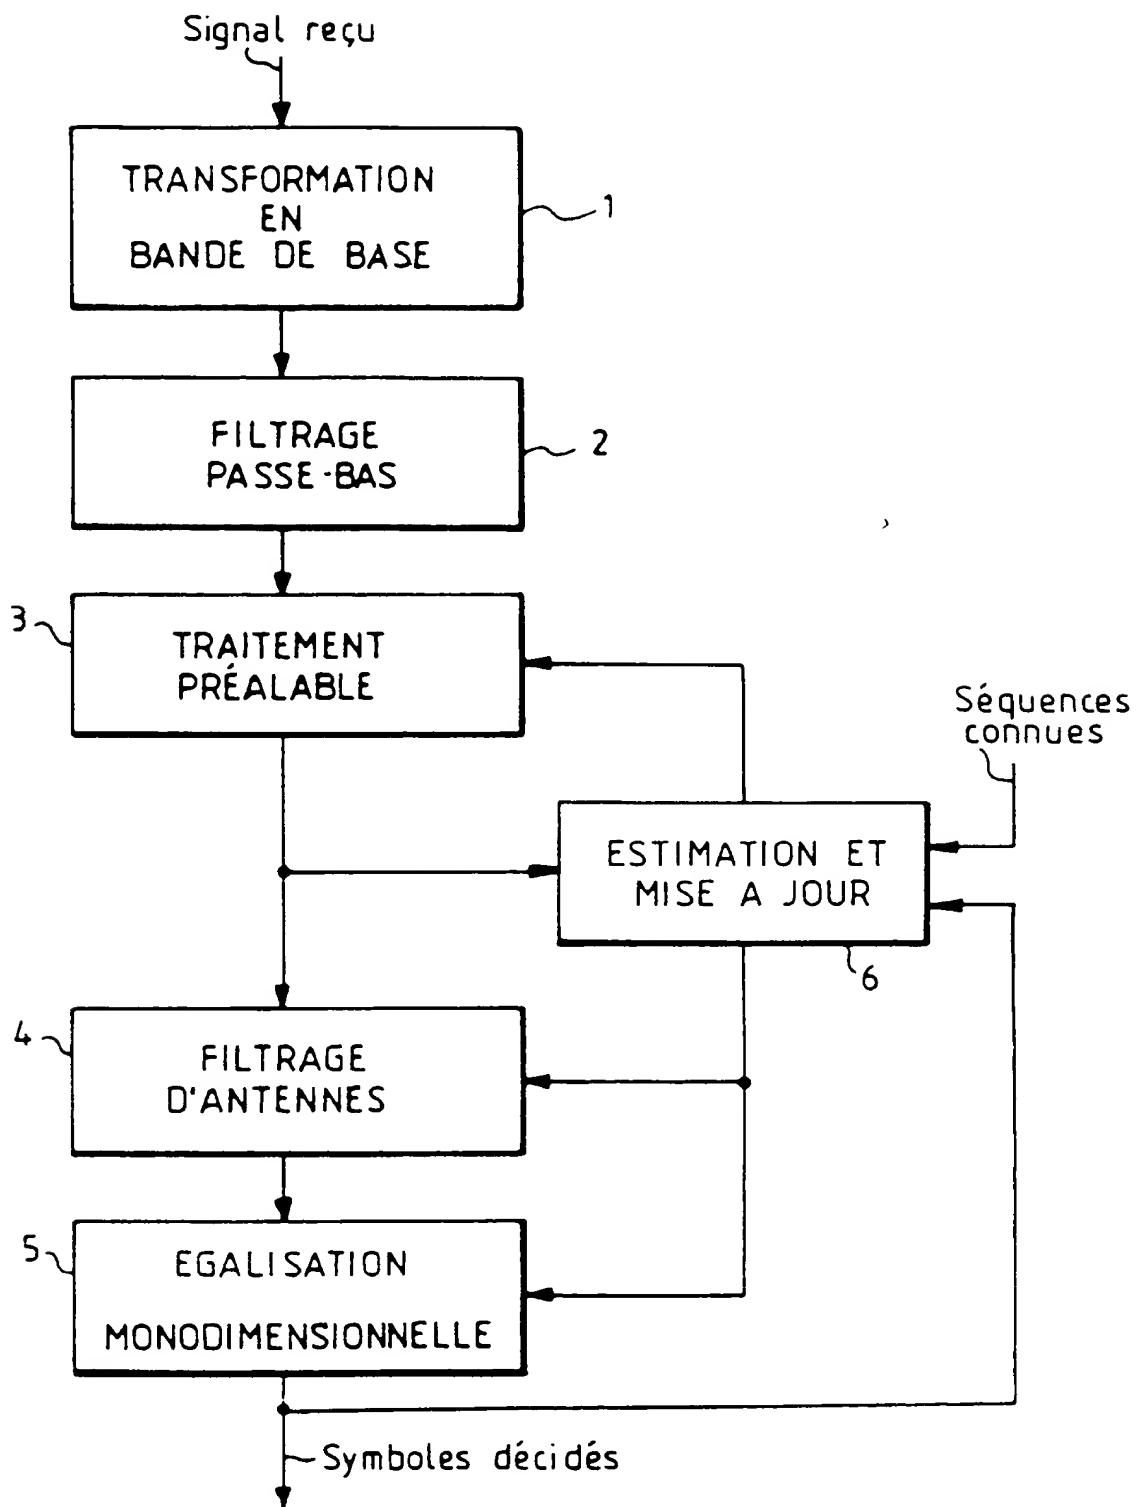 Signal reçu
TRANSFORMATION
EN
BANDE DE BASE
1
FILTRAGE
PASSE-BAS
2
3
TRAITEMENT
PRÉALABLE
Séquences
connues
ESTIMATION ET
MISE A JOUR
6
4
FILTRAGE
D'ANTENNES
5
EGALISATION
MONODIMENSIONNELLE
Symboles décidés